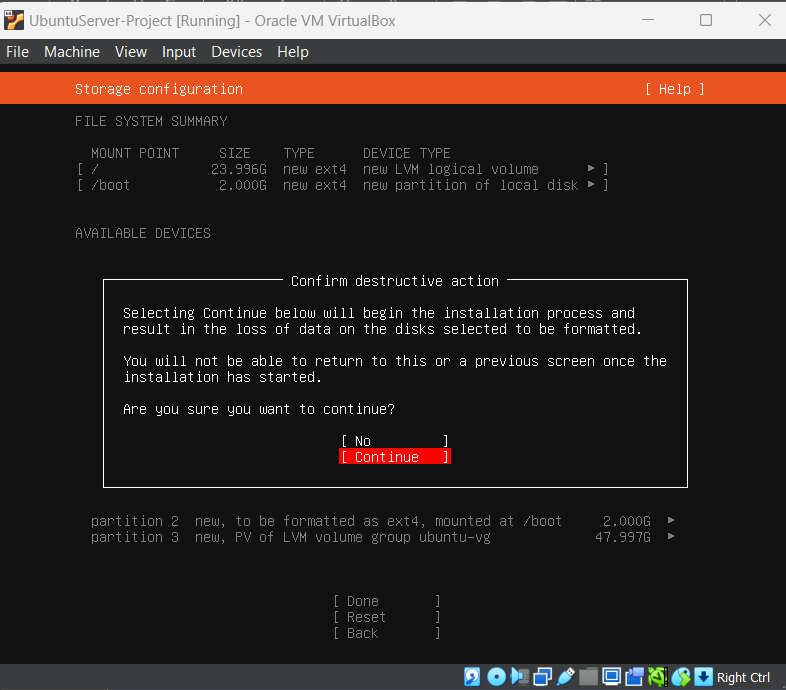 UbuntuServer-Project [Running] - Oracle VM VirtualBox
File Machine View Input Devices Help
Storage configuration [ Help ]
FILE SYSTEM SUMMARY
MOUNT POINT SIZE TYPE DEVICE TYPE
[ / 23.996G new ext4 new LVM logical volume ▸ ]
[ /boot 2.000G new ext4 new partition of local disk ▸ ]
AVAILABLE DEVICES
Confirm destructive action
Selecting Continue below will begin the installation process and
result in the loss of data on the disks selected to be formatted.
You will not be able to return to this or a previous screen once the
installation has started.
Are you sure you want to continue?
[ No ]
[ Continue ]
partition 2 new, to be formatted as ext4, mounted at /boot 2.000G ▸
partition 3 new, PV of LVM volume group ubuntu-vg 47.997G ▸
[ Done ]
[ Reset ]
[ Back ]
Right Ctrl